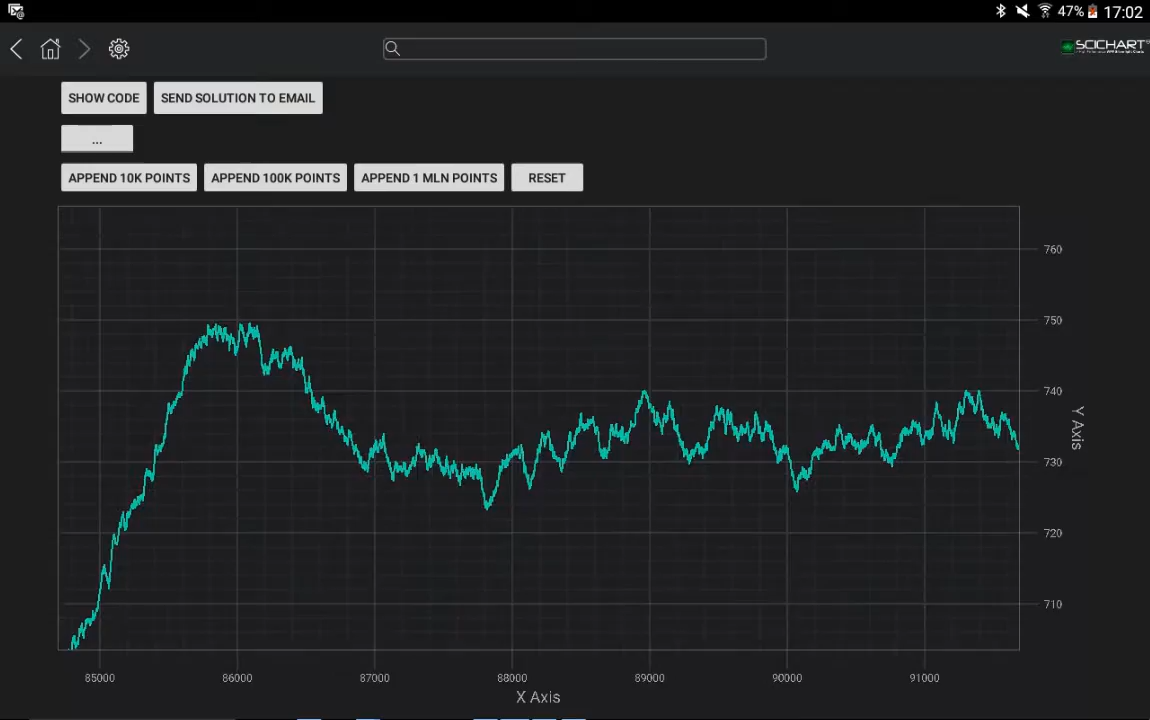 47% 17:02
SCICHART
SHOW CODE SEND SOLUTION TO EMAIL
...
APPEND 10K POINTS APPEND 100K POINTS APPEND 1 MLN POINTS RESET
760
750
740
730
720
710
Y Axis
85000 86000 87000 88000 89000 90000 91000
X Axis